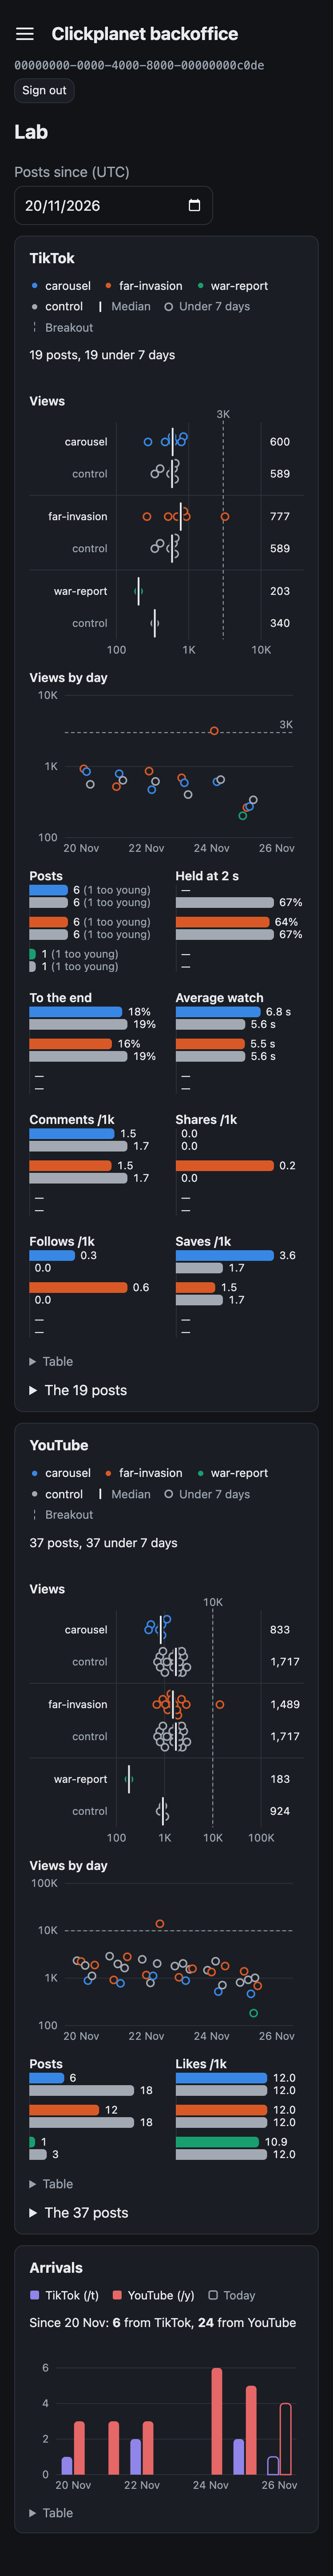 Clickplanet backoffice
00000000-0000-4000-8000-00000000c0de
Sign out
Lab
Posts since (UTC)
20/11/2026
TikTok
carousel far-invasion war-report
control Median Under 7 days
Breakout
19 posts, 19 under 7 days
Views
3K
carousel 600
control 589
far-invasion 777
control 589
war-report 203
control 340
100 1K 10K
Views by day
10K
3K
1K
100
20 Nov 22 Nov 24 Nov 26 Nov
Posts Held at 2 s
6 (1 too young) —
6 (1 too young) 67%
6 (1 too young) 64%
6 (1 too young) 67%
1 (1 too young) —
1 (1 too young) —
To the end Average watch
18% 6.8 s
19% 5.6 s
16% 5.5 s
19% 5.6 s
— —
— —
Comments /1k Shares /1k
1.5 0.0
1.7 0.0
1.5 0.2
1.7 0.0
— —
— —
Follows /1k Saves /1k
0.3 3.6
0.0 1.7
0.6 1.5
0.0 1.7
— —
— —
Table
The 19 posts
YouTube
carousel far-invasion war-report
control Median Under 7 days
Breakout
37 posts, 37 under 7 days
Views
10K
carousel 833
control 1,717
far-invasion 1,489
control 1,717
war-report 183
control 924
100 1K 10K 100K
Views by day
100K
10K
1K
100
20 Nov 22 Nov 24 Nov 26 Nov
Posts Likes /1k
6 12.0
18 12.0
12 12.0
18 12.0
1 10.9
3 12.0
Table
The 37 posts
Arrivals
TikTok (/t) YouTube (/y) Today
Since 20 Nov: 6 from TikTok, 24 from YouTube
6
4
2
0
20 Nov 22 Nov 24 Nov 26 Nov
Table